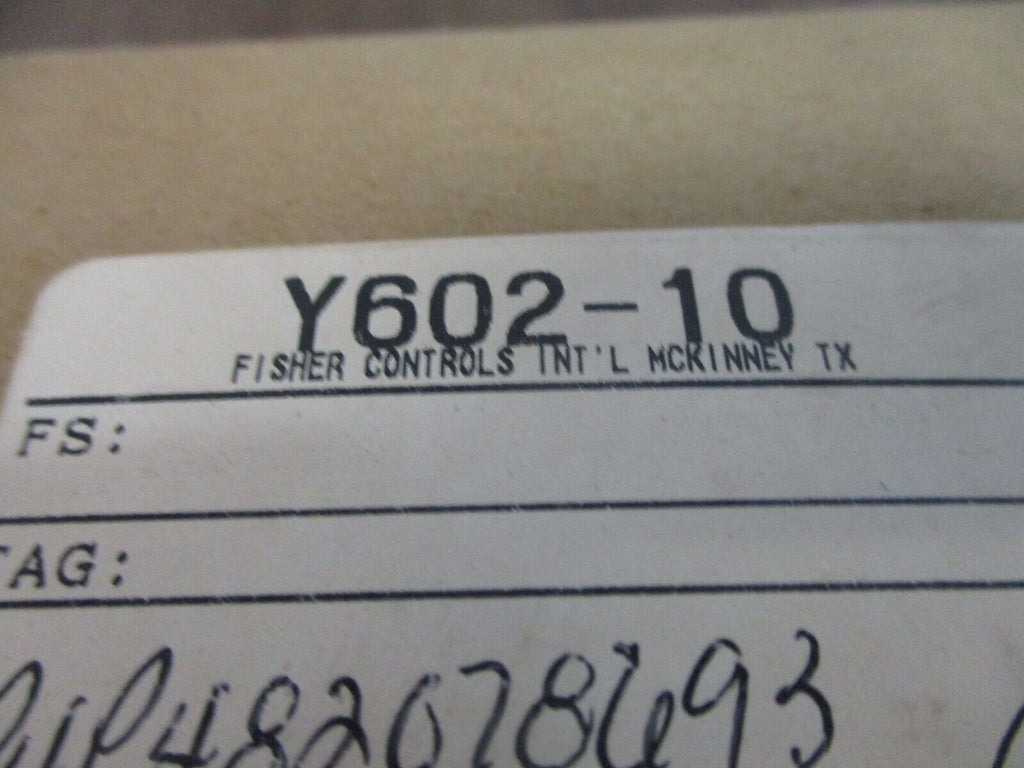 Y602-10
FISHER CONTROLS INT'L MCKINNEY TX
FS:
TAG: